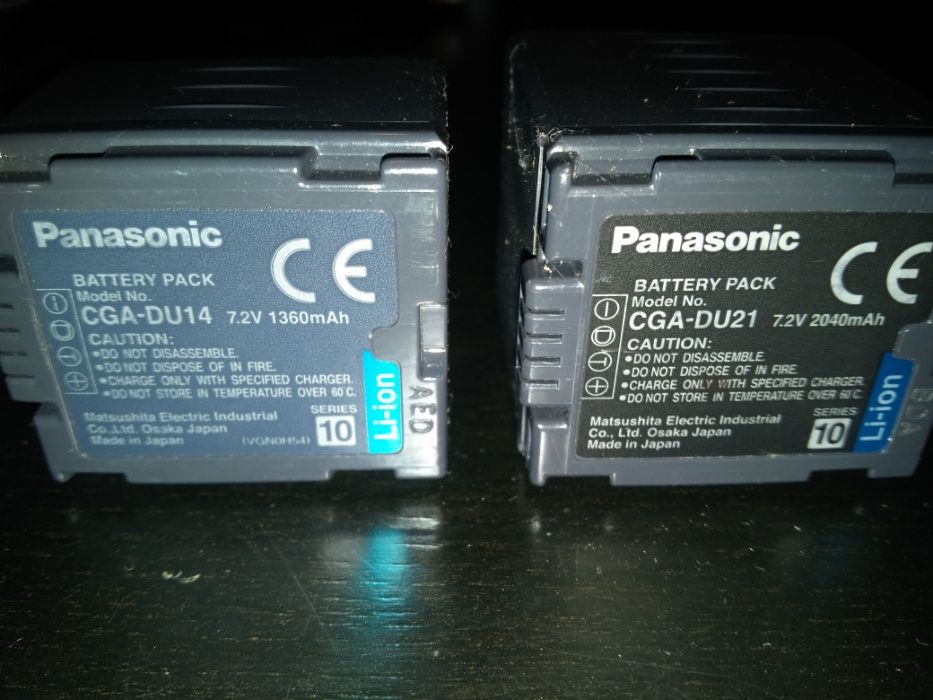 Panasonic
CE
BATTERY PACK
Model No.
CGA-DU14 7.2V 1360mAh
CAUTION:
•DO NOT DISASSEMBLE.
•DO NOT DISPOSE OF IN FIRE.
•CHARGE ONLY WITH SPECIFIED CHARGER.
•DO NOT STORE IN TEMPERATURE OVER 60°C.
Matsushita Electric Industrial
Co.,Ltd. Osaka Japan
Made in Japan
(VGN0H54)
SERIES
10
Li-ion
AED
Panasonic
CE
BATTERY PACK
Model No.
CGA-DU21 7.2V 2040mAh
CAUTION:
•DO NOT DISASSEMBLE.
•DO NOT DISPOSE OF IN FIRE.
•CHARGE ONLY WITH SPECIFIED CHARGER.
•DO NOT STORE IN TEMPERATURE OVER 60°C.
Matsushita Electric Industrial
Co., Ltd. Osaka Japan
Made in Japan
SERIES
10
Li-ion